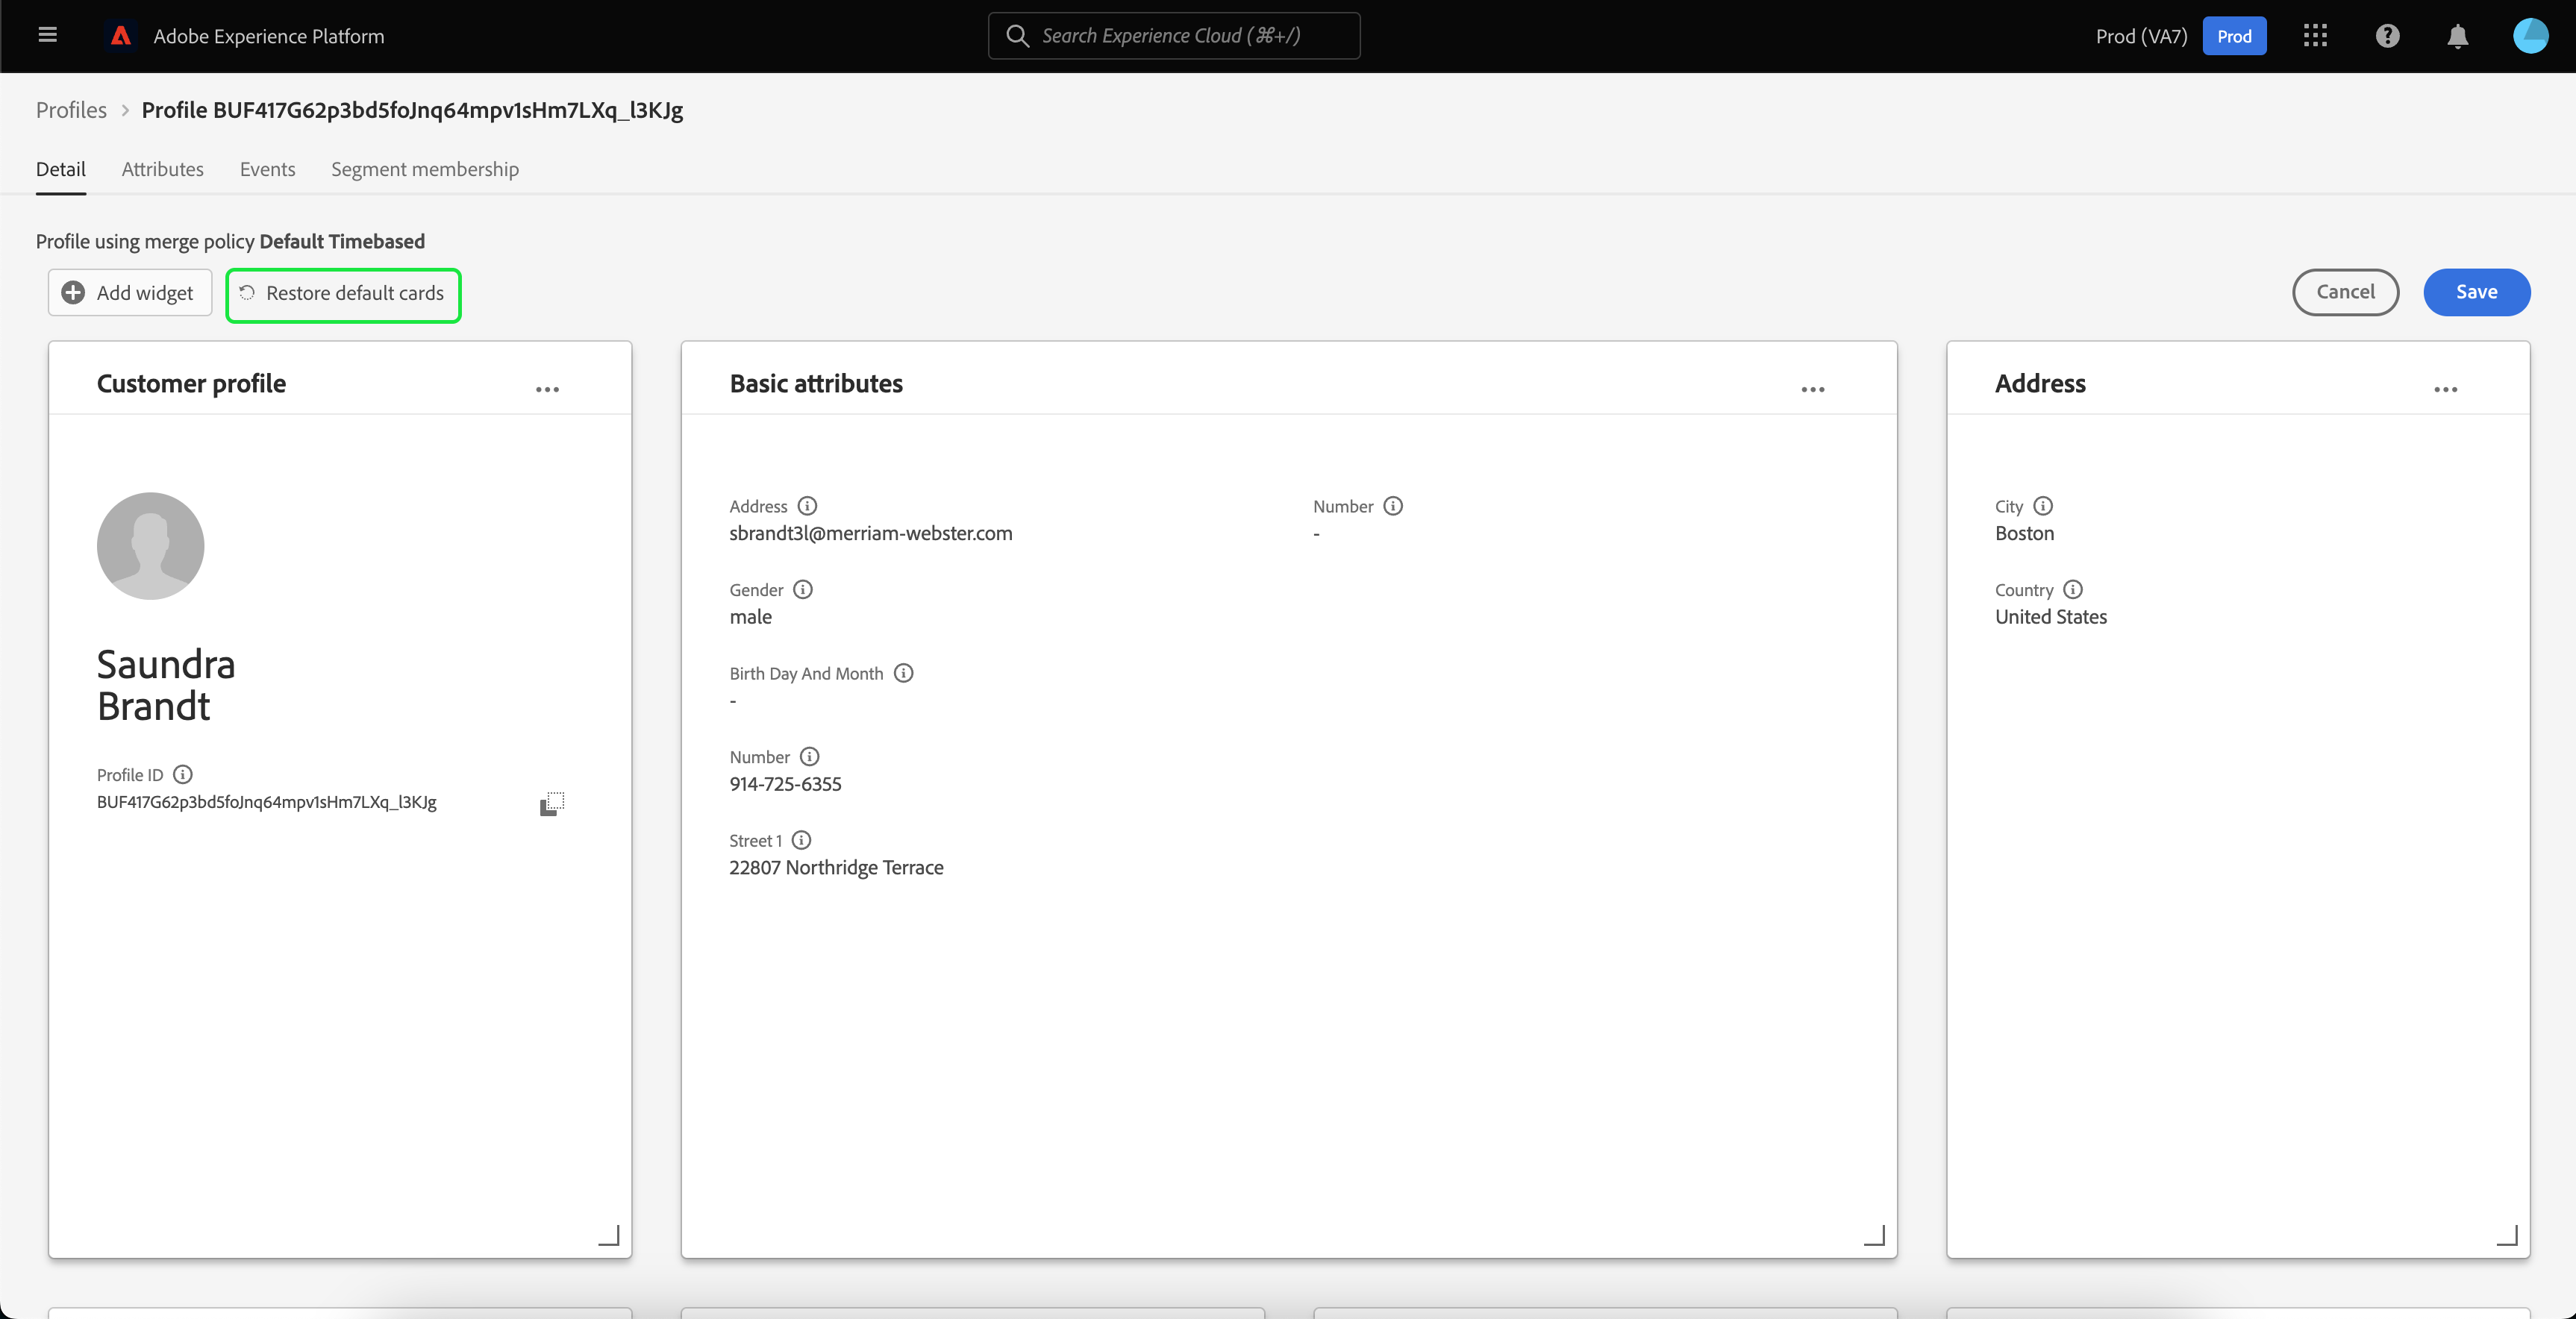 Adobe Experience Platform
Search Experience Cloud (⌘+/)
Prod (VA7)
Prod
Profiles > Profile BUF417G62p3bd5foJnq64mpv1sHm7LXq_l3KJg
Detail Attributes Events Segment membership
Profile using merge policy Default Timebased
Add widget
Restore default cards
Cancel
Save
Customer profile
Saundra
Brandt
Profile ID
BUF417G62p3bd5foJnq64mpv1sHm7LXq_l3KJg
Basic attributes
Address
sbrandt3l@merriam-webster.com
Gender
male
Birth Day And Month
-
Number
914-725-6355
Street 1
22807 Northridge Terrace
Number
-
Address
City
Boston
Country
United States